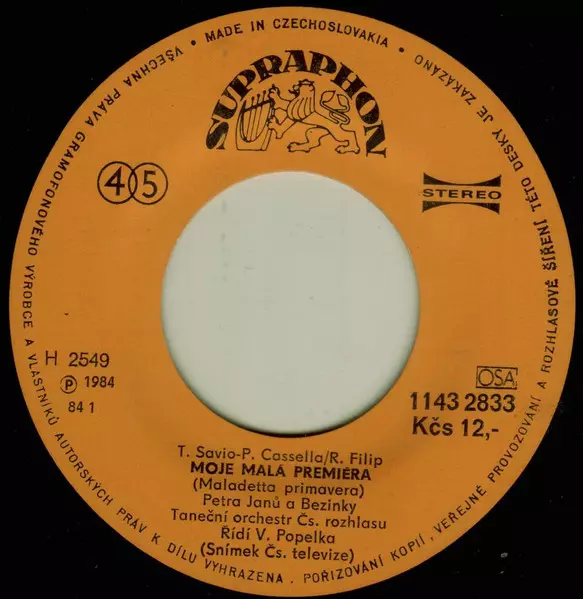 VŠECHNA PRÁVA GRAMOFONOVÉHO VÝROBCE A VLASTNÍKŮ AUTORSKÝCH PRÁV K DÍLU VYHRAZENA. POŘIZOVÁNÍ KOPIÍ, VEŘEJNÉ PROVOZOVÁNÍ A ROZHLASOVÉ ŠÍŘENÍ TÉTO DESKY JE ZAKÁZÁNO • MADE IN CZECHOSLOVAKIA •
SUPRAPHON
45
STEREO
H 2549
Ⓟ 1984
84 1
OSA
1143 2833
Kčs 12,-
T. Savio-P. Cassella/R. Filip
MOJE MALÁ PREMIÉRA
(Maladetta primavera)
Petra Janů a Bezinky
Taneční orchestr Čs. rozhlasu
Řídí V. Popelka
(Snímek Čs. televize)